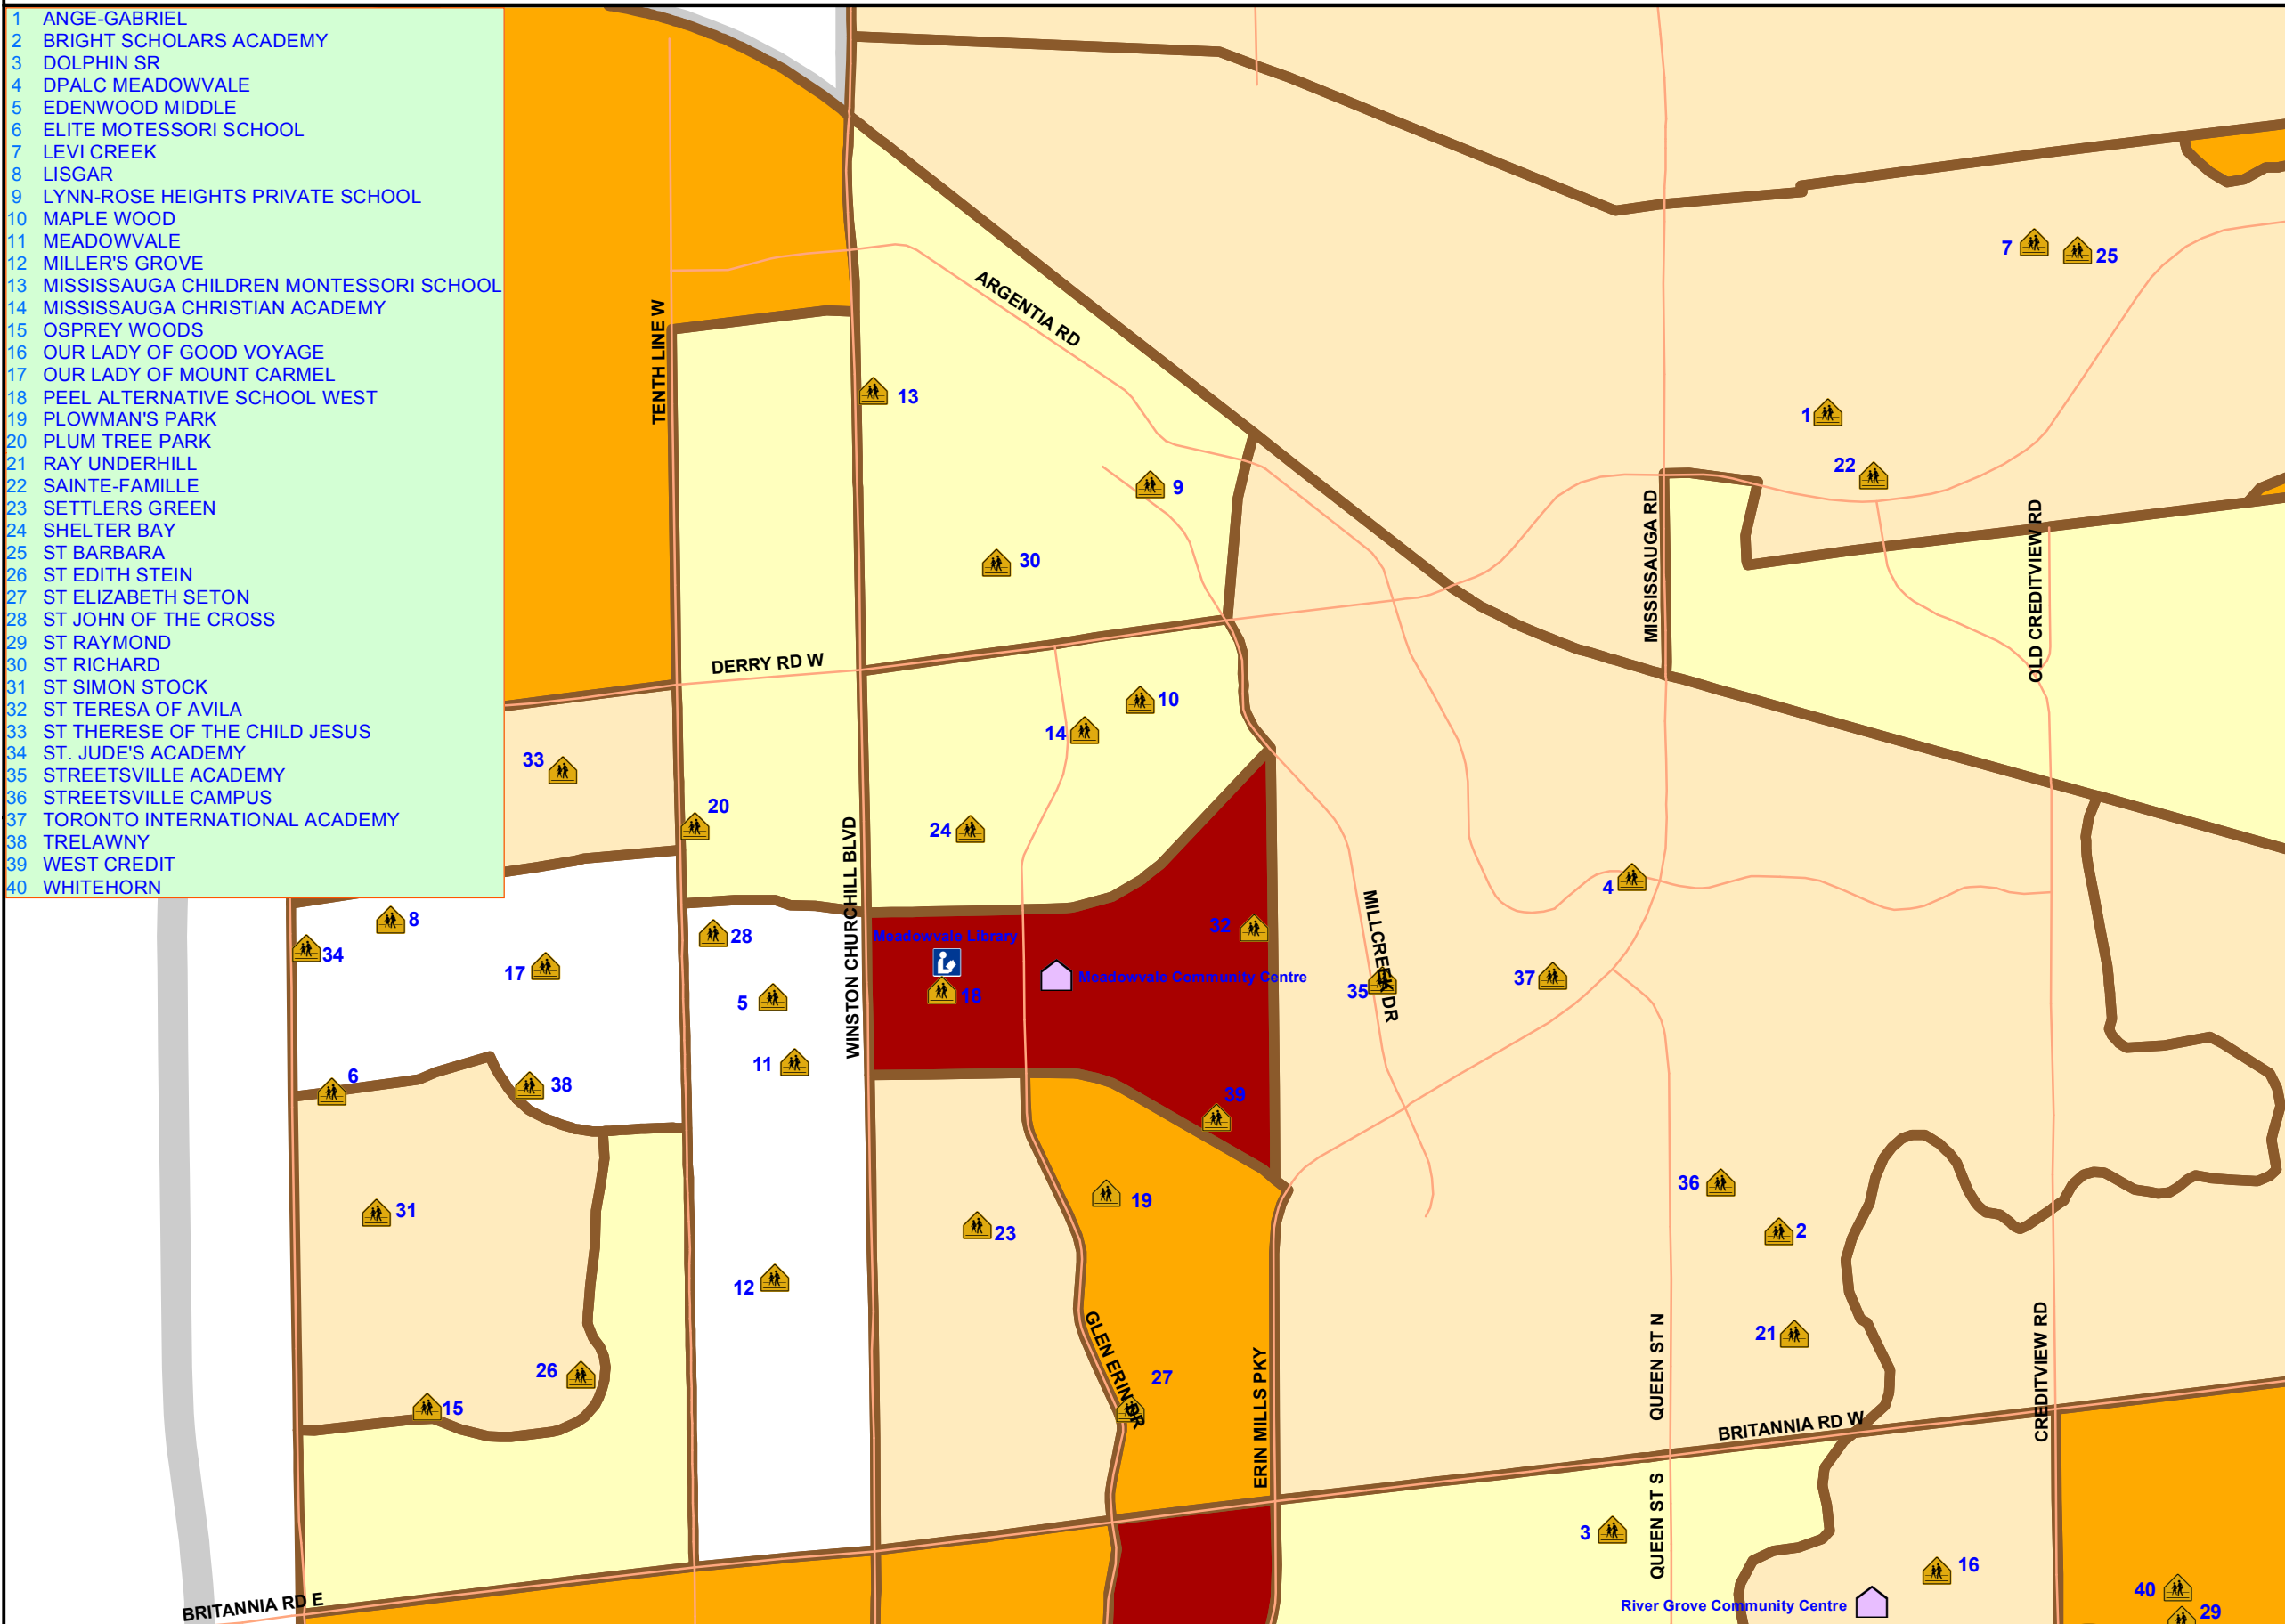 1 ANGE-GABRIEL
2 BRIGHT SCHOLARS ACADEMY
3 DOLPHIN SR
4 DPALC MEADOWVALE
5 EDENWOOD MIDDLE
6 ELITE MOTESSORI SCHOOL
7 LEVI CREEK
8 LISGAR
9 LYNN-ROSE HEIGHTS PRIVATE SCHOOL
10 MAPLE WOOD
11 MEADOWVALE
12 MILLER'S GROVE
13 MISSISSAUGA CHILDREN MONTESSORI SCHOOL
14 MISSISSAUGA CHRISTIAN ACADEMY
15 OSPREY WOODS
16 OUR LADY OF GOOD VOYAGE
17 OUR LADY OF MOUNT CARMEL
18 PEEL ALTERNATIVE SCHOOL WEST
19 PLOWMAN'S PARK
20 PLUM TREE PARK
21 RAY UNDERHILL
22 SAINTE-FAMILLE
23 SETTLERS GREEN
24 SHELTER BAY
25 ST BARBARA
26 ST EDITH STEIN
27 ST ELIZABETH SETON
28 ST JOHN OF THE CROSS
29 ST RAYMOND
30 ST RICHARD
31 ST SIMON STOCK
32 ST TERESA OF AVILA
33 ST THERESE OF THE CHILD JESUS
34 ST. JUDE'S ACADEMY
35 STREETSVILLE ACADEMY
36 STREETSVILLE CAMPUS
37 TORONTO INTERNATIONAL ACADEMY
38 TRELAWNY
39 WEST CREDIT
40 WHITEHORN
7
25
ARGENTIA RD
TENTH LINE W
13
1
22
9
MISSISSAUGA RD
OLD CREDITVIEW RD
30
DERRY RD W
10
14
33
20
24
WINSTON CHURCHILL BLVD
4
MILLCREEK DR
8
34
28
32
Meadowvale Library
17
Meadowvale Community Centre
37
35
5
18
11
6
38
39
36
19
31
23
2
12
GLEN ERIN DR
QUEEN ST N
CREDITVIEW RD
21
ERIN MILLS PKY
26
27
15
BRITANNIA RD W
QUEEN ST S
3
16
40
BRITANNIA RD E
River Grove Community Centre
29